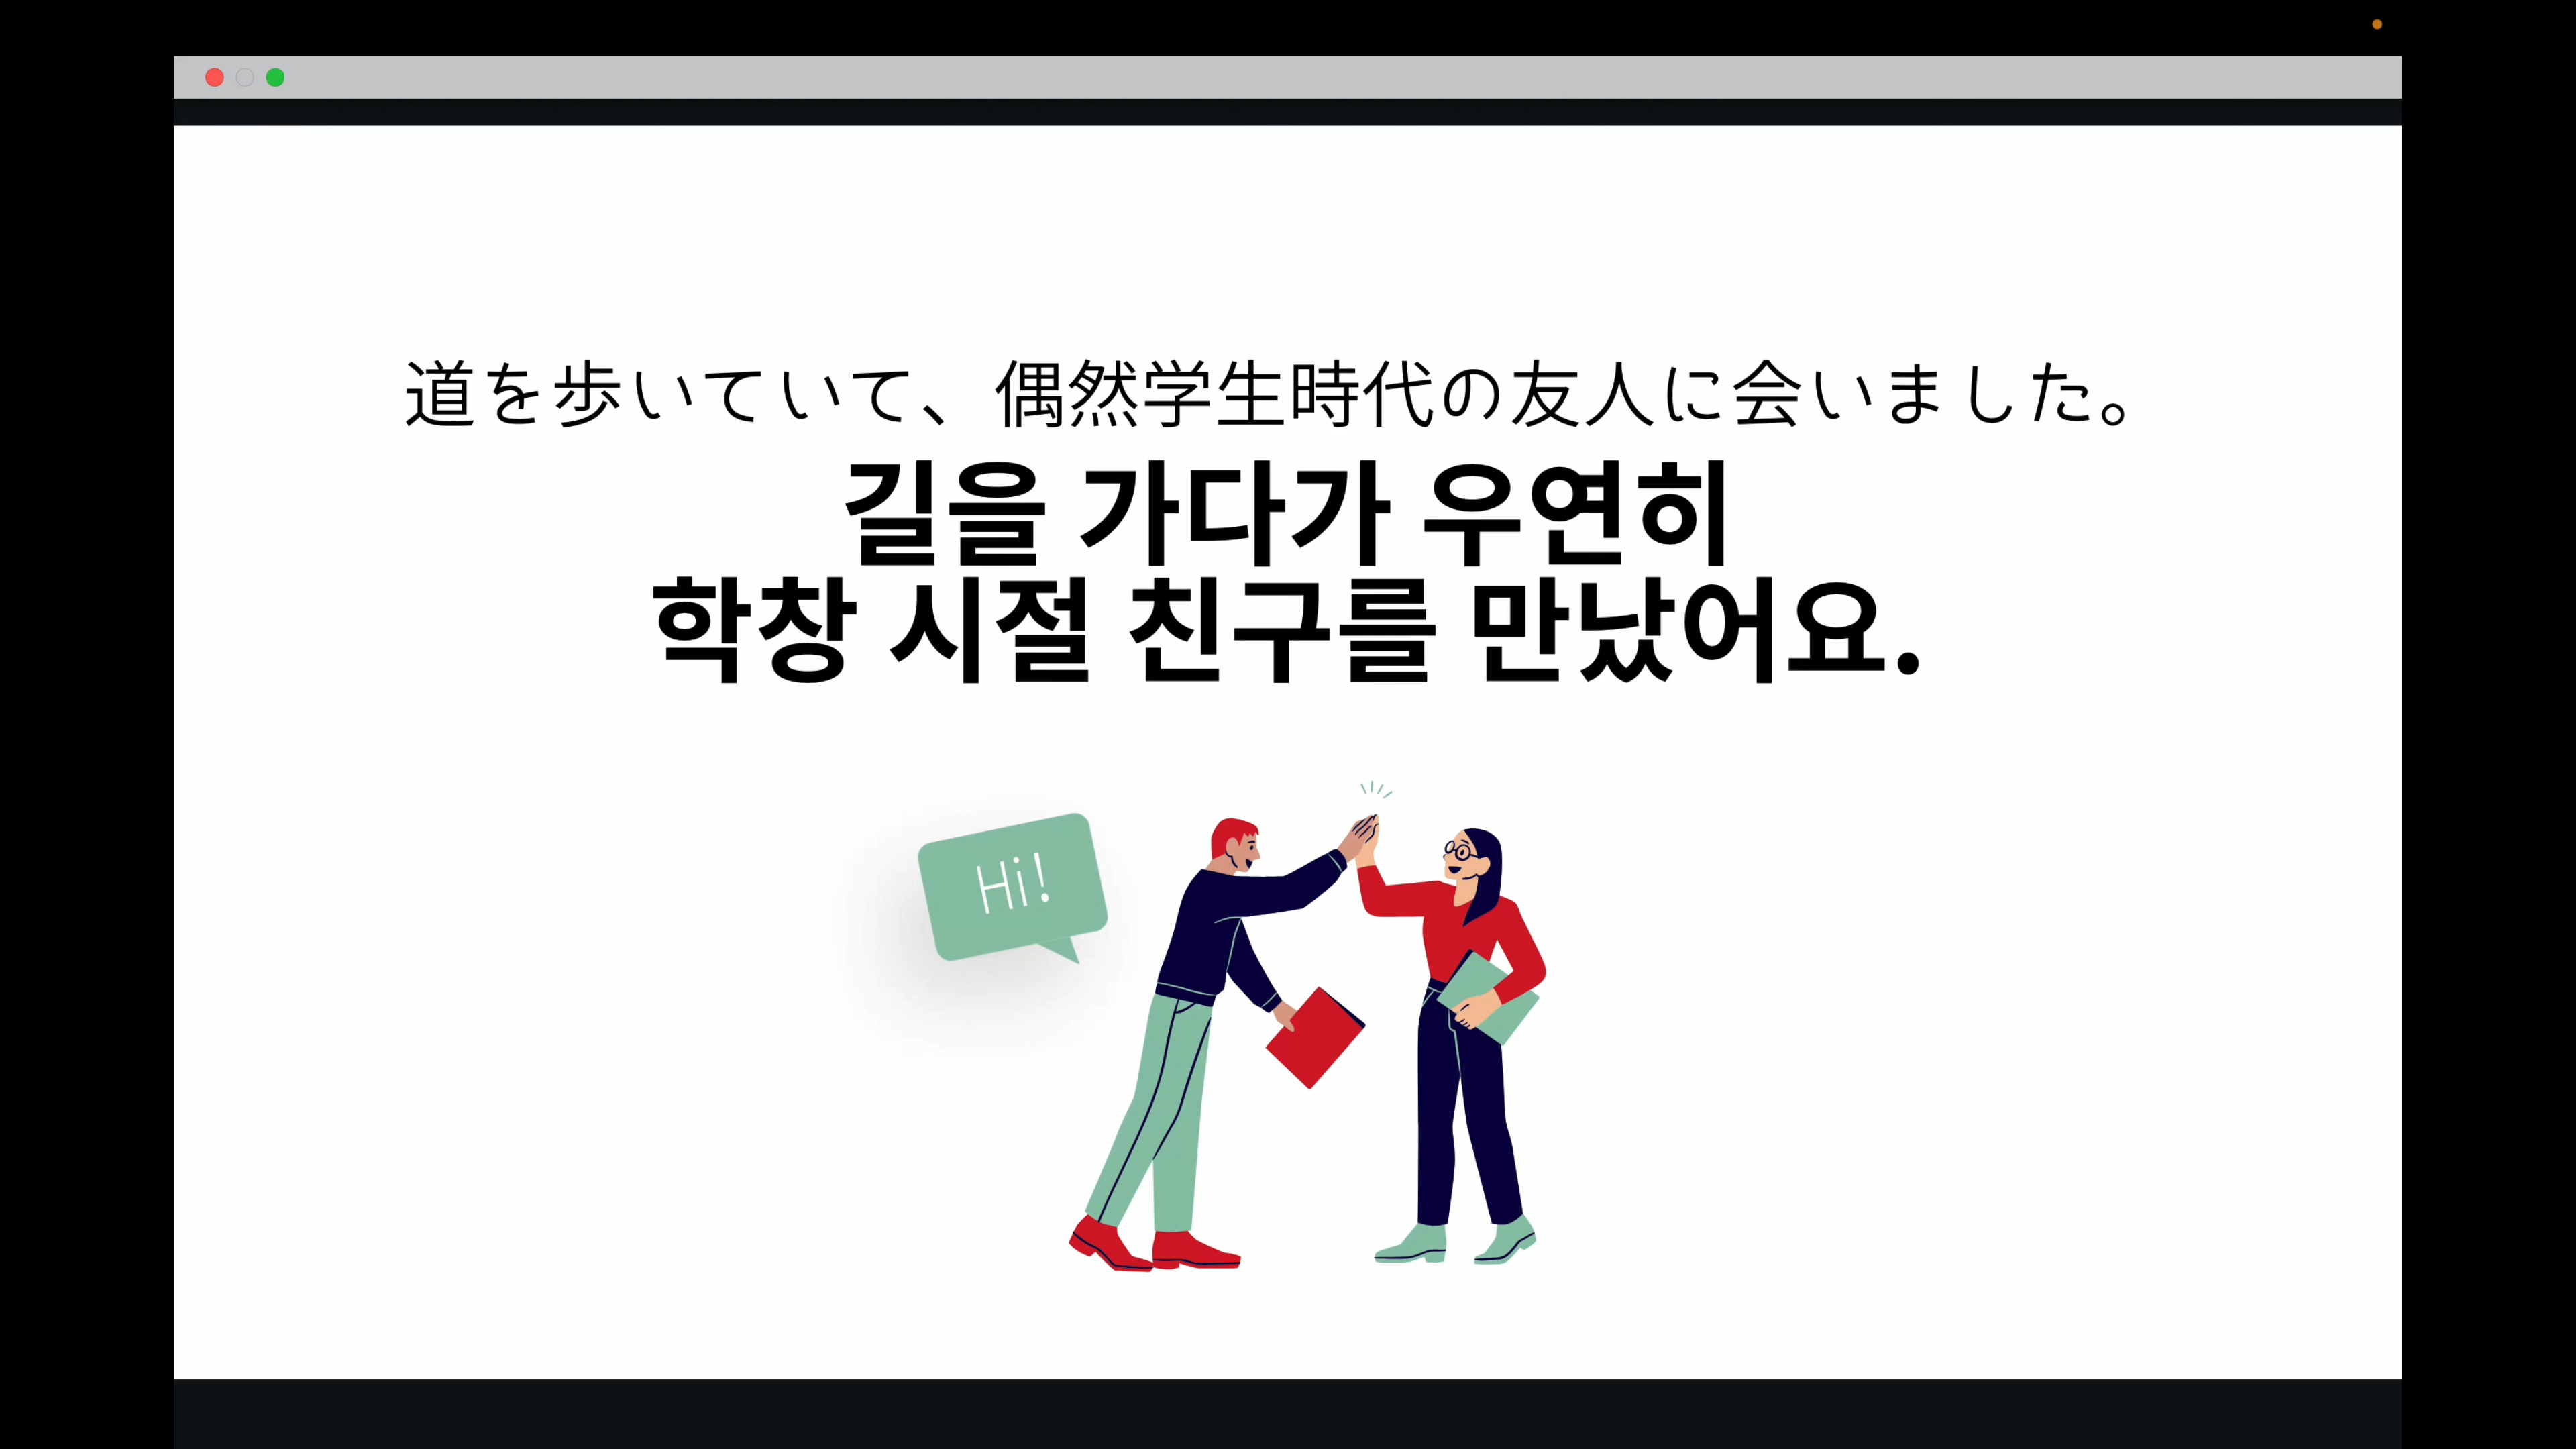 道を歩いていて、偶然学生時代の友人に会いました。
길을 가다가 우연히
학창 시절 친구를 만났어요.
Hi!